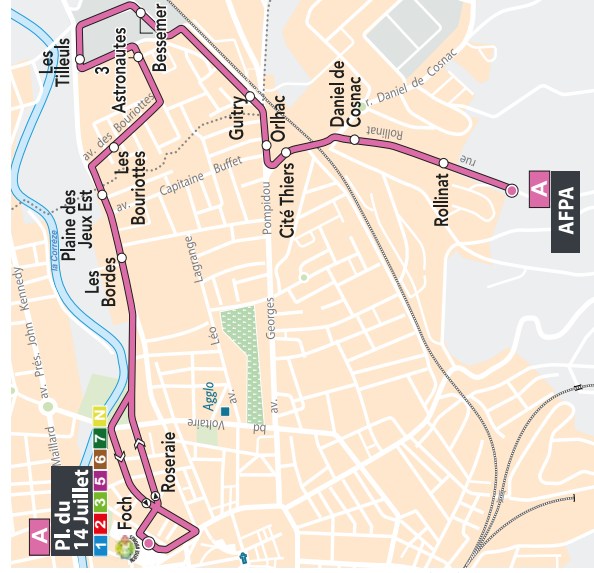 A
Pl. du
14 Juillet
1 2 3 5 6 7 N
Foch
Roseraie
Les
Bordes
Plaine des
Jeux Est
Les
Bouriottes
3
Astronautes
Les
Tilleuls
Bessemer
Guitry
Orlhac
Cité Thiers
Daniel de
Cosnac
Rollinat
A
AFPA
Maillard
av. Prés. John Kennedy
la Corrèze
av. des Bouriottes
av. Capitaine Buffet
Lagrange
Léo
av.
Agglo
bd Voltaire
av. Georges Pompidou
r. Daniel de Cosnac
rue Rollinat